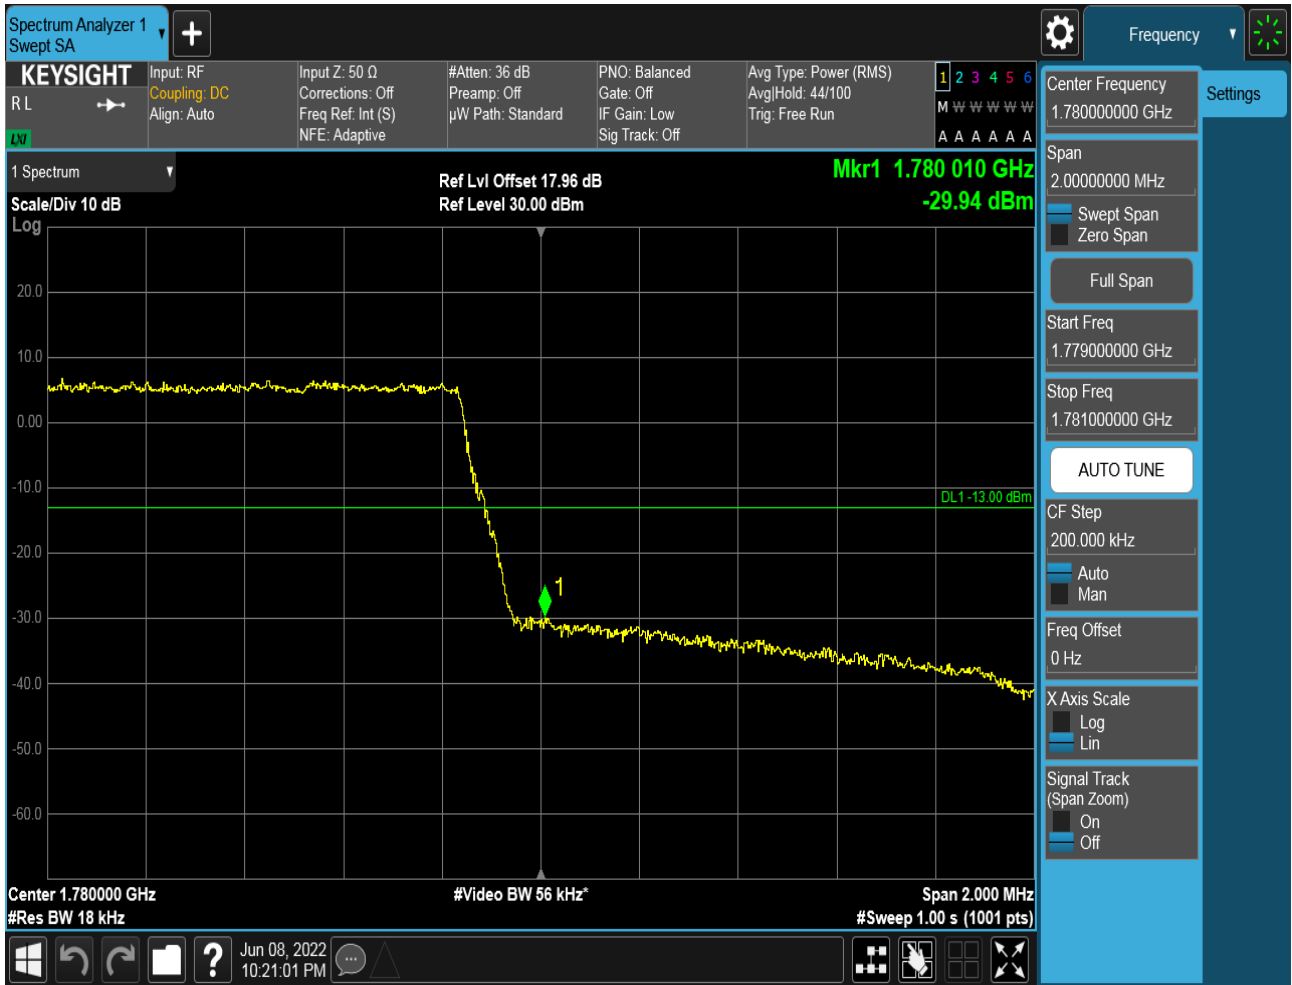 Spectrum Analyzer 1
Swept SA
Frequency
KEYSIGHT
R L
LXI
Input: RF
Coupling: DC
Align: Auto
Input Z: 50 Ω
Corrections: Off
Freq Ref: Int (S)
NFE: Adaptive
#Atten: 36 dB
Preamp: Off
µW Path: Standard
PNO: Balanced
Gate: Off
IF Gain: Low
Sig Track: Off
Avg Type: Power (RMS)
Avg|Hold: 44/100
Trig: Free Run
1 2 3 4 5 6
M W W W W W
A A A A A A
1 Spectrum
Scale/Div 10 dB
Log
Ref Lvl Offset 17.96 dB
Ref Level 30.00 dBm
Mkr1 1.780 010 GHz
-29.94 dBm
20.0
10.0
0.00
-10.0
-20.0
-30.0
-40.0
-50.0
-60.0
DL1 -13.00 dBm
1
Center 1.780000 GHz
#Res BW 18 kHz
#Video BW 56 kHz*
Span 2.000 MHz
#Sweep 1.00 s (1001 pts)
Jun 08, 2022
10:21:01 PM
?
Center Frequency
1.780000000 GHz
Settings
Span
2.00000000 MHz
Swept Span
Zero Span
Full Span
Start Freq
1.779000000 GHz
Stop Freq
1.781000000 GHz
AUTO TUNE
CF Step
200.000 kHz
Auto
Man
Freq Offset
0 Hz
X Axis Scale
Log
Lin
Signal Track
(Span Zoom)
On
Off